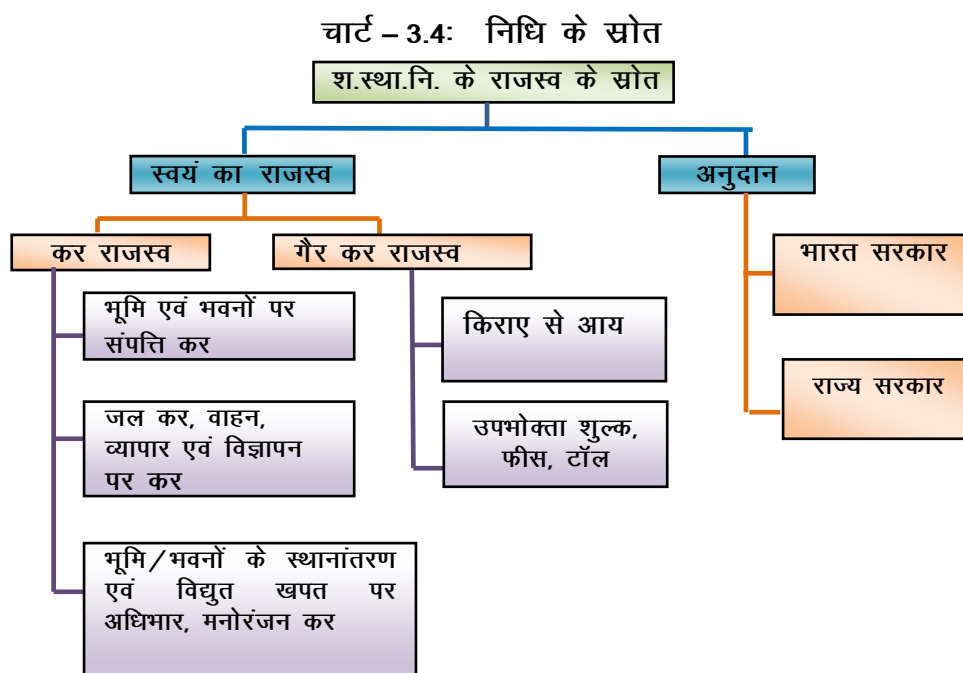 चार्ट – 3.4: निधि के स्रोत
श.स्था.नि. के राजस्व के स्रोत
स्वयं का राजस्व
अनुदान
कर राजस्व
गैर कर राजस्व
भारत सरकार
भूमि एवं भवनों पर
संपत्ति कर
किराए से आय
राज्य सरकार
जल कर, वाहन,
व्यापार एवं विज्ञापन
पर कर
उपभोक्ता शुल्क,
फीस, टॉल
भूमि/भवनों के स्थानांतरण
एवं विद्युत खपत पर
अधिभार, मनोरंजन कर